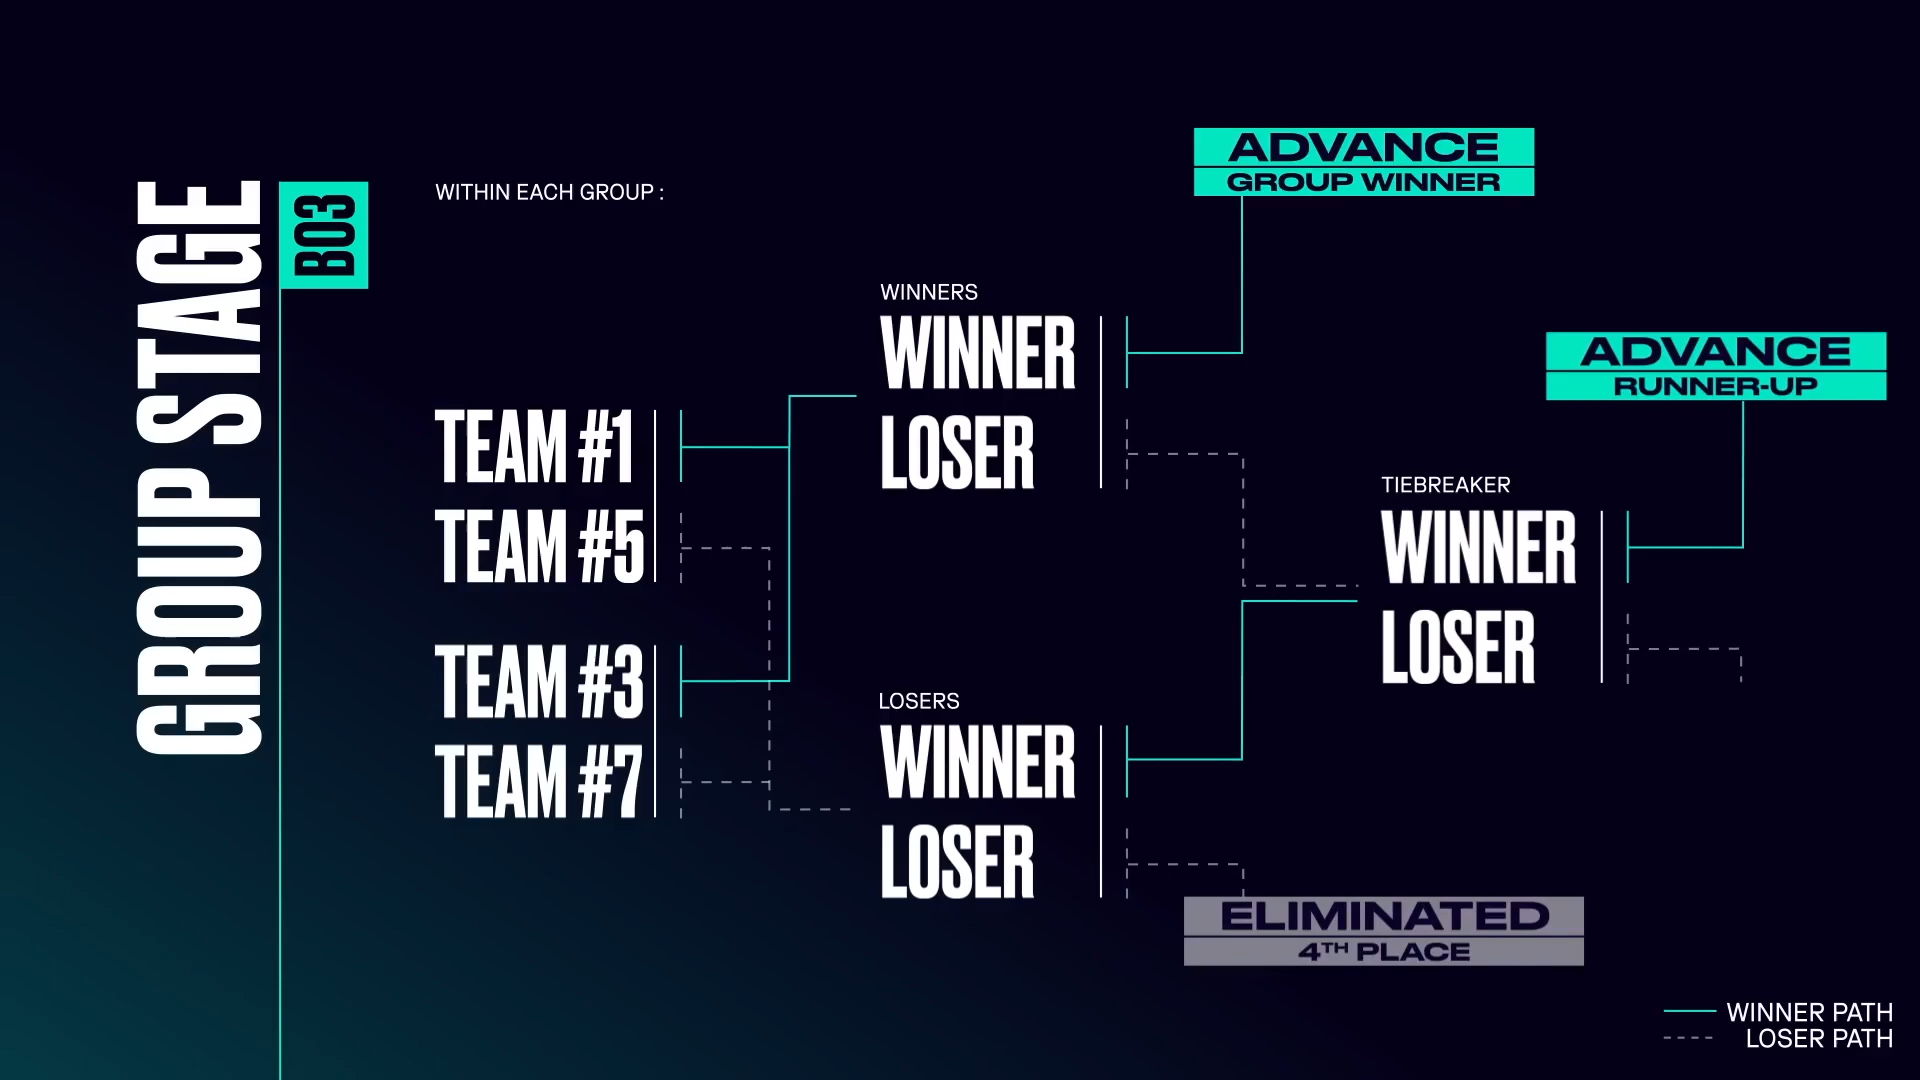 GROUP STAGE
BO3
WITHIN EACH GROUP :
TEAM #1
TEAM #5
TEAM #3
TEAM #7
WINNERS
WINNER
LOSER
LOSERS
WINNER
LOSER
ADVANCE
GROUP WINNER
ELIMINATED
4TH PLACE
TIEBREAKER
WINNER
LOSER
ADVANCE
RUNNER-UP
WINNER PATH
LOSER PATH